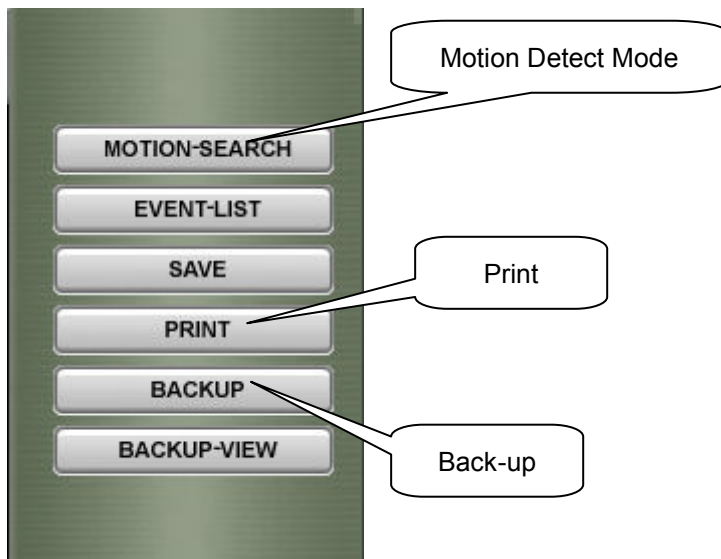 Motion Detect Mode
MOTION-SEARCH
EVENT-LIST
SAVE
Print
PRINT
BACKUP
BACKUP-VIEW
Back-up